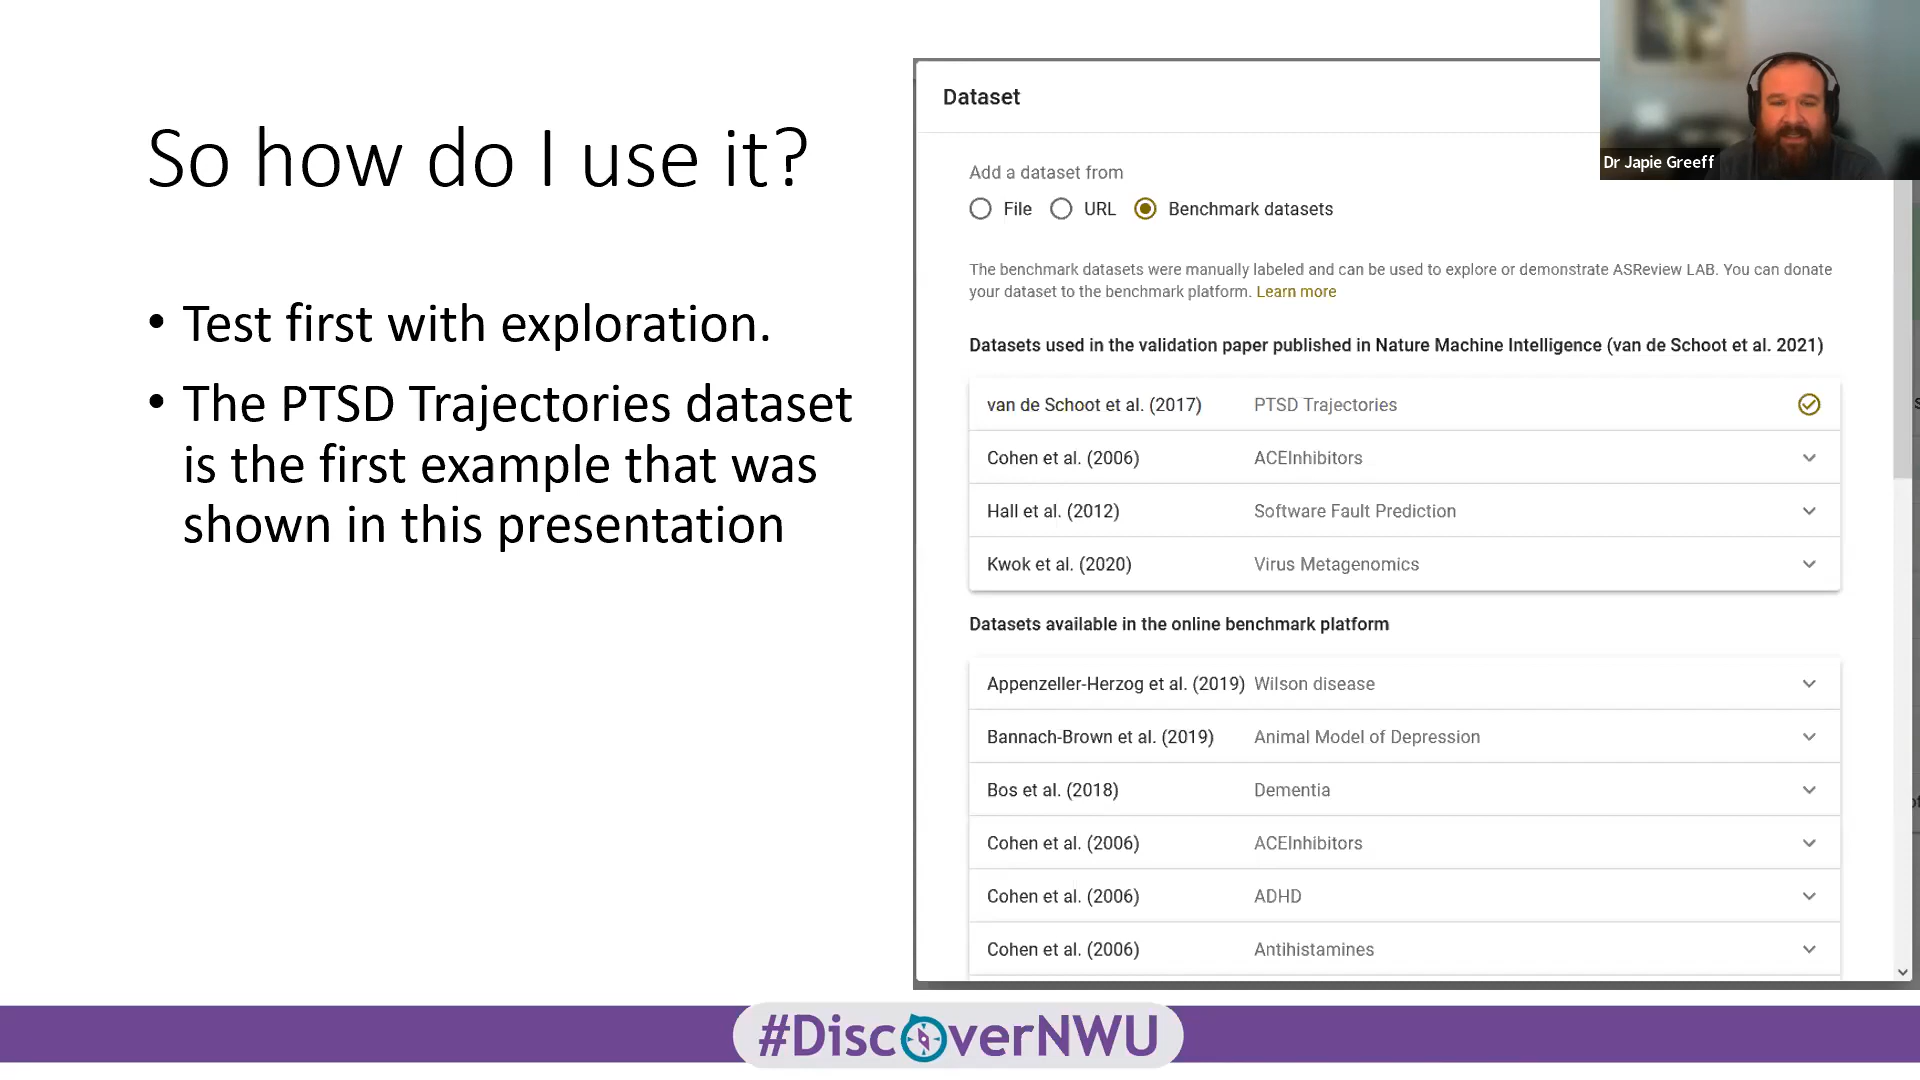 So how do I use it?
• Test first with exploration.
• The PTSD Trajectories dataset
is the first example that was
shown in this presentation
Dataset
Dr Japie Greeff
Add a dataset from
File URL Benchmark datasets
The benchmark datasets were manually labeled and can be used to explore or demonstrate ASReview LAB. You can donate
your dataset to the benchmark platform. Learn more
Datasets used in the validation paper published in Nature Machine Intelligence (van de Schoot et al. 2021)
van de Schoot et al. (2017) PTSD Trajectories
Cohen et al. (2006) ACEInhibitors
Hall et al. (2012) Software Fault Prediction
Kwok et al. (2020) Virus Metagenomics
Datasets available in the online benchmark platform
Appenzeller-Herzog et al. (2019) Wilson disease
Bannach-Brown et al. (2019) Animal Model of Depression
Bos et al. (2018) Dementia
Cohen et al. (2006) ACEInhibitors
Cohen et al. (2006) ADHD
Cohen et al. (2006) Antihistamines
#DiscoverNWU